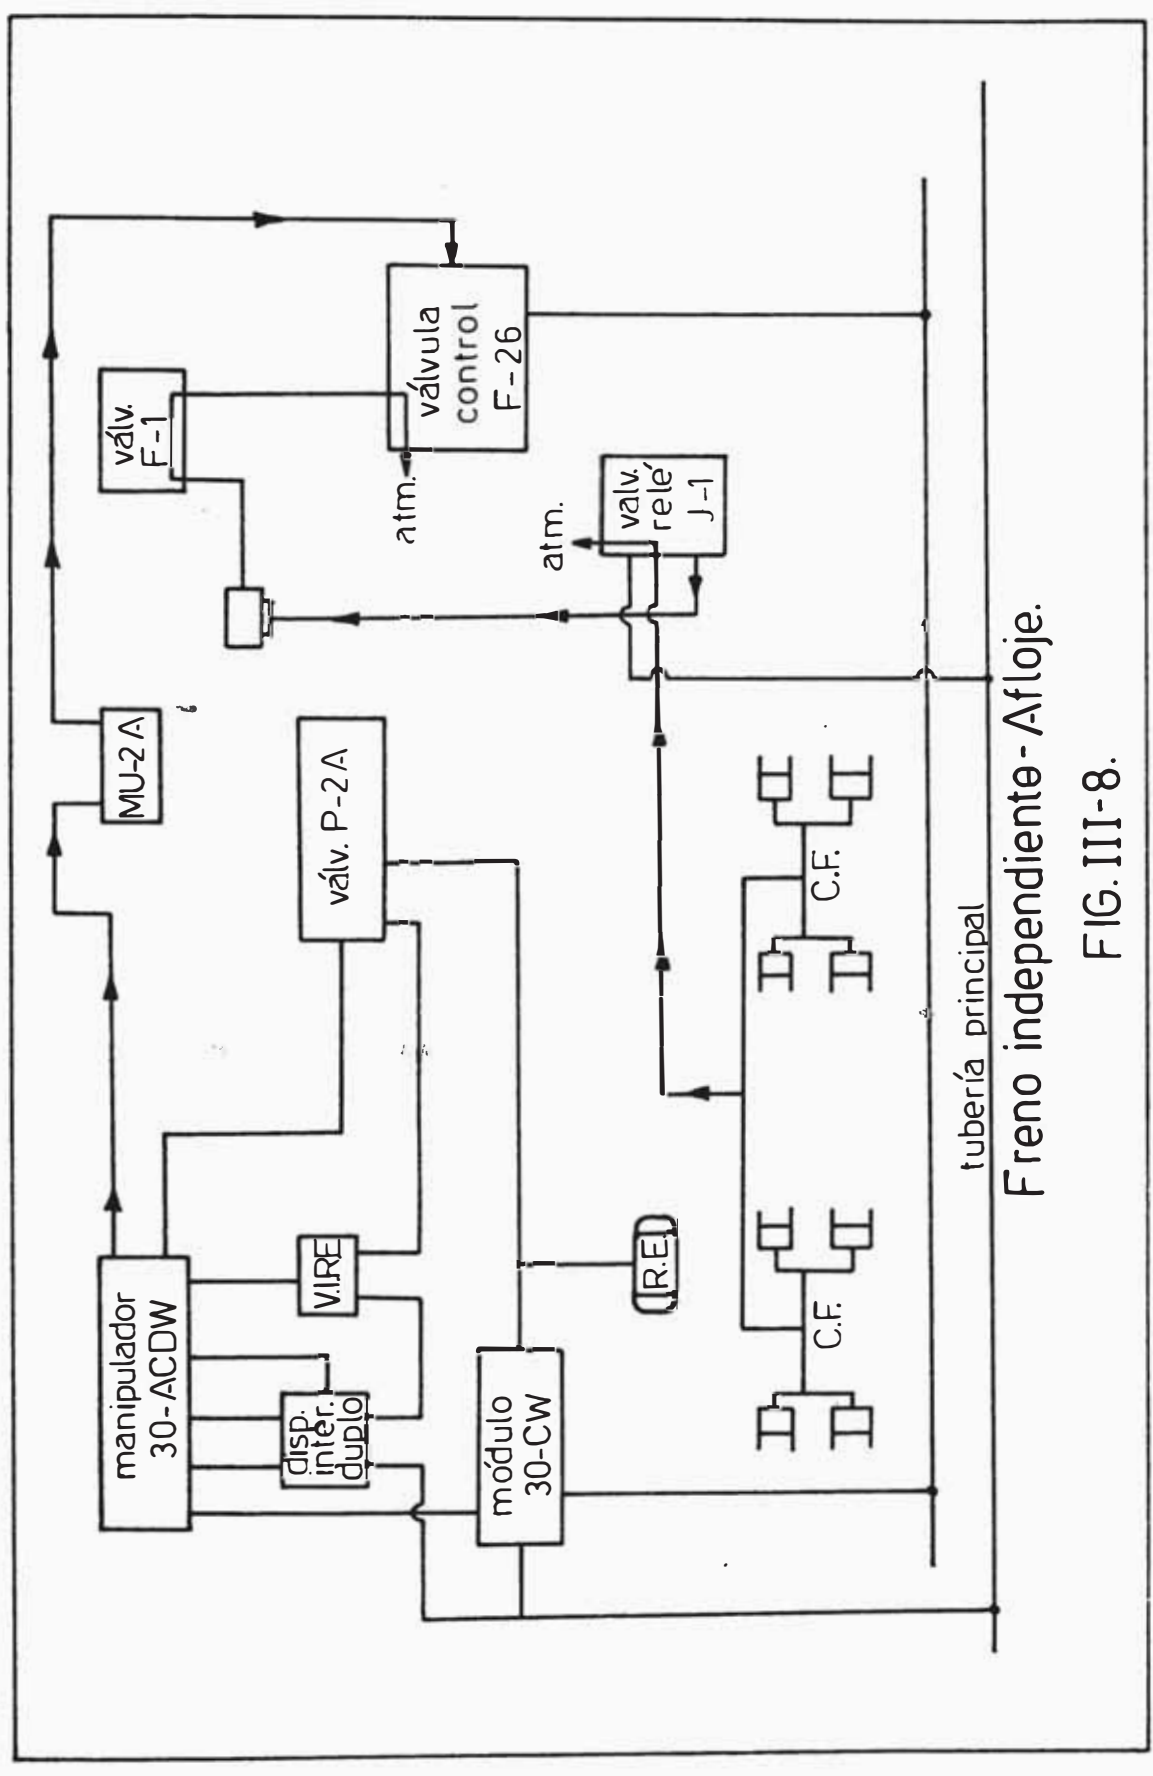 manipulador
30-ACDW
MU-2A
válv.
F-1
disp.
inter.
duplo
V.I.RE
válv. P-2A
atm.
válvula
control
F-26
módulo
30-CW
R.E.
atm.
valv.
relé
J-1
C.F.
C.F.
tubería principal
Freno independiente-Afloje.
FIG. III-8.